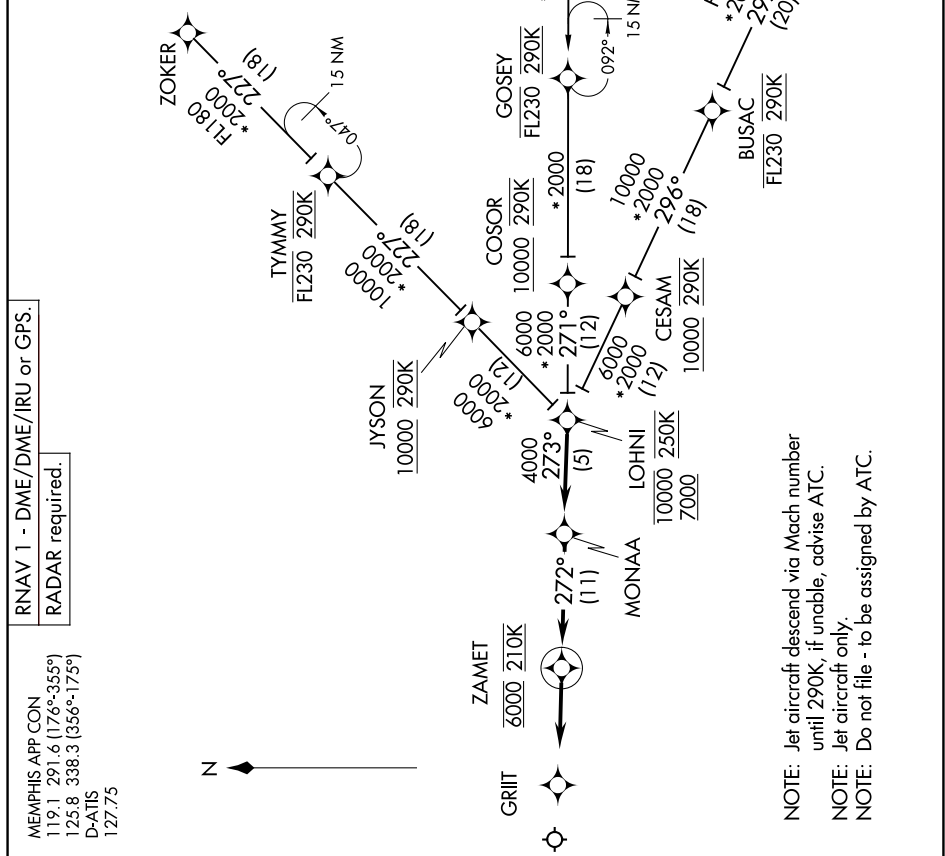 RNAV 1 - DME/DME/IRU or GPS.
RADAR required.
MEMPHIS APP CON
119.1 291.6 (176°-355°)
125.8 338.3 (356°-175°)
D-ATIS
127.75
N
ZOKER
FL180
*2000
227°
(18)
15 NM
047°
TYMMY
FL230 290K
10000
*2000
227°
(18)
JYSON
10000 290K
6000
*2000
(12)
GOSEY
FL230 290K
092°
15 NM
*2000
(18)
COSOR
10000 290K
6000
*2000
271°
(12)
BUSAC
FL230 290K
(20)
10000
*2000
296°
(18)
CESAM
10000 290K
6000
*2000
(12)
LOHNI
10000 250K
7000
4000
273°
(5)
MONAA
272°
(11)
ZAMET
6000 210K
GRIIT
NOTE: Jet aircraft descend via Mach number
until 290K, if unable, advise ATC.
NOTE: Jet aircraft only.
NOTE: Do not file - to be assigned by ATC.